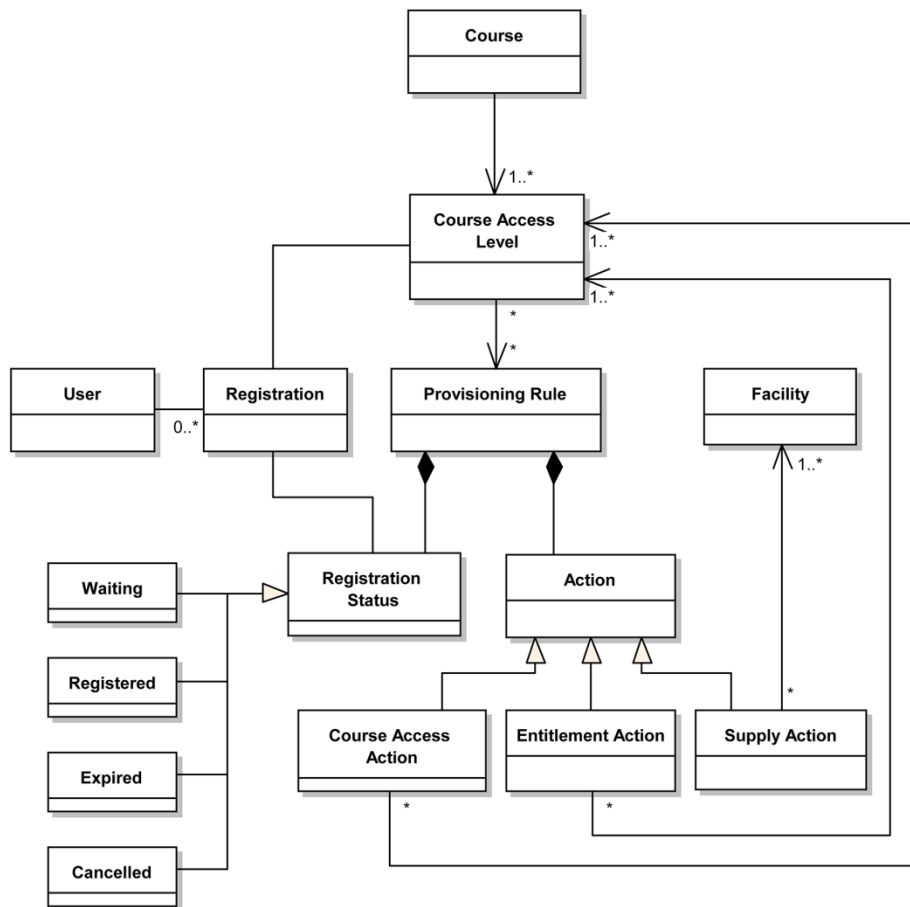 Course
1..*
Course Access
Level
1..*
1..*
*
*
User
Registration
Provisioning Rule
Facility
0..*
1..*
Registration
Status
Action
Waiting
Registered
*
Course Access
Action
Entitlement Action
Supply Action
Expired
*
*
Cancelled